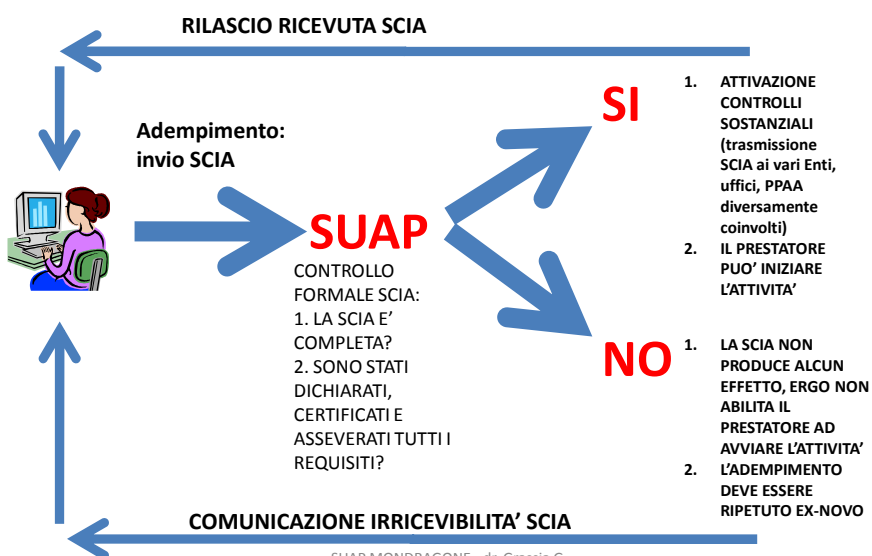 RILASCIO RICEVUTA SCIA
Adempimento:
invio SCIA
SUAP
CONTROLLO
FORMALE SCIA:
1. LA SCIA E’
COMPLETA?
2. SONO STATI
DICHIARATI,
CERTIFICATI E
ASSEVERATI TUTTI I
REQUISITI?
SI
1. ATTIVAZIONE
CONTROLLI
SOSTANZIALI
(trasmissione
SCIA ai vari Enti,
uffici, PPAA
diversamente
coinvolti)
2. IL PRESTATORE
PUO’ INIZIARE
L’ATTIVITA’
NO
1. LA SCIA NON
PRODUCE ALCUN
EFFETTO, ERGO NON
ABILITA IL
PRESTATORE AD
AVVIARE L’ATTIVITA’
2. L’ADEMPIMENTO
DEVE ESSERE
RIPETUTO EX-NOVO
COMUNICAZIONE IRRICEVIBILITA’ SCIA
SUAP MONDRAGONE - dr. Grassia G.